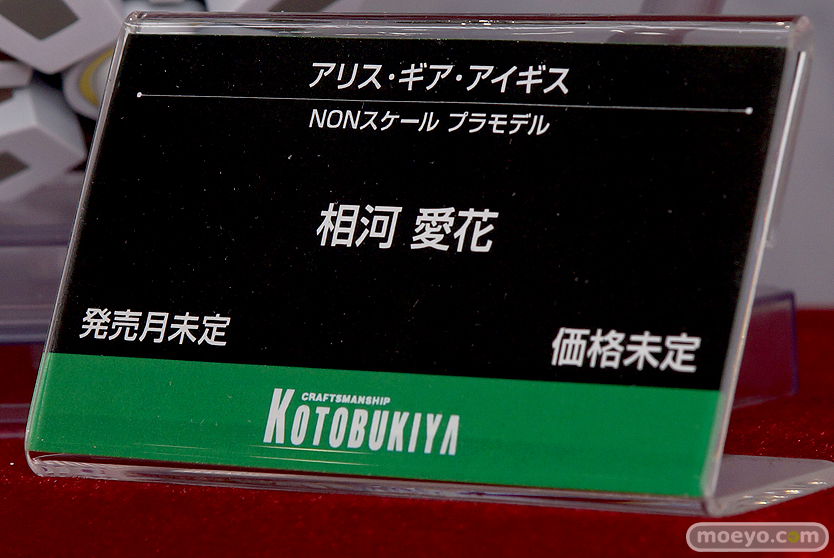 アリス・ギア・アイギス
NONスケール プラモデル
相河 愛花
発売月未定
価格未定
CRAFTSMANSHIP
KOTOBUKIYA
moeyo.com